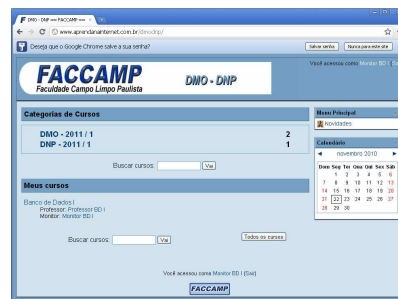 DMO - DNP == FACCAMP ==
www.aprendanainternet.com.br/dmodnp/
Deseja que o Google Chrome salve a sua senha?
Salvar senha
Nunca para este site
Você acessou como Monitor BD I (Sa
FACCAMP
Faculdade Campo Limpo Paulista
DMO - DNP
Categorias de Cursos
DMO - 2011 / 1 2
DNP - 2011 / 1 1
Buscar cursos: Vai
Meus cursos
Banco de Dados I
Professor: Professor BD I
Monitor: Monitor BD I
Buscar cursos: Vai
Todos os cursos
Menu Principal
Novidades
Calendário
novembro 2010
Dom Seg Ter Qua Qui Sex Sáb
1 2 3 4 5 6
7 8 9 10 11 12 13
14 15 16 17 18 19 20
21 22 23 24 25 26 27
28 29 30
Você acessou como Monitor BD I (Sair)
FACCAMP